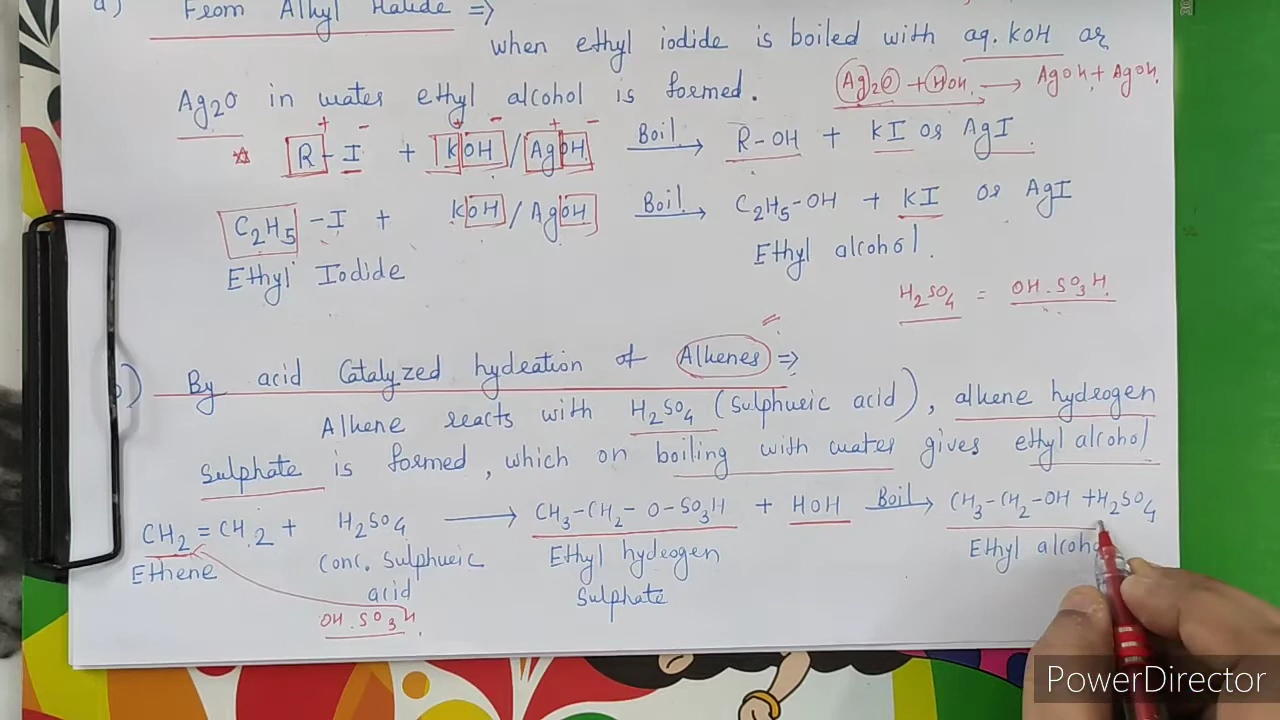 a) From Alkyl Halide =>
when ethyl iodide is boiled with aq. KOH or
Ag2O in water ethyl alcohol is formed.
Ag2O + HOH → AgOH + AgOH.
R - I + KOH / AgOH Boil → R-OH + KI or AgI
C2H5 - I + KOH / AgOH Boil → C2H5-OH + KI or AgI
Ethyl Iodide Ethyl alcohol.
H2SO4 = OH.SO3H.
b) By acid Catalyzed hydration of Alkenes =>
Alkene reacts with H2SO4 (Sulphuric acid), alkene hydrogen
Sulphate is formed, which on boiling with water gives ethyl alcohol
CH2 = CH2 + H2SO4 → CH3-CH2-O-SO3H + HOH Boil → CH3-CH2-OH + H2SO4
Ethene Conc. Sulphuric acid Ethyl hydrogen Sulphate Ethyl
OH.SO3H.
PowerDirector